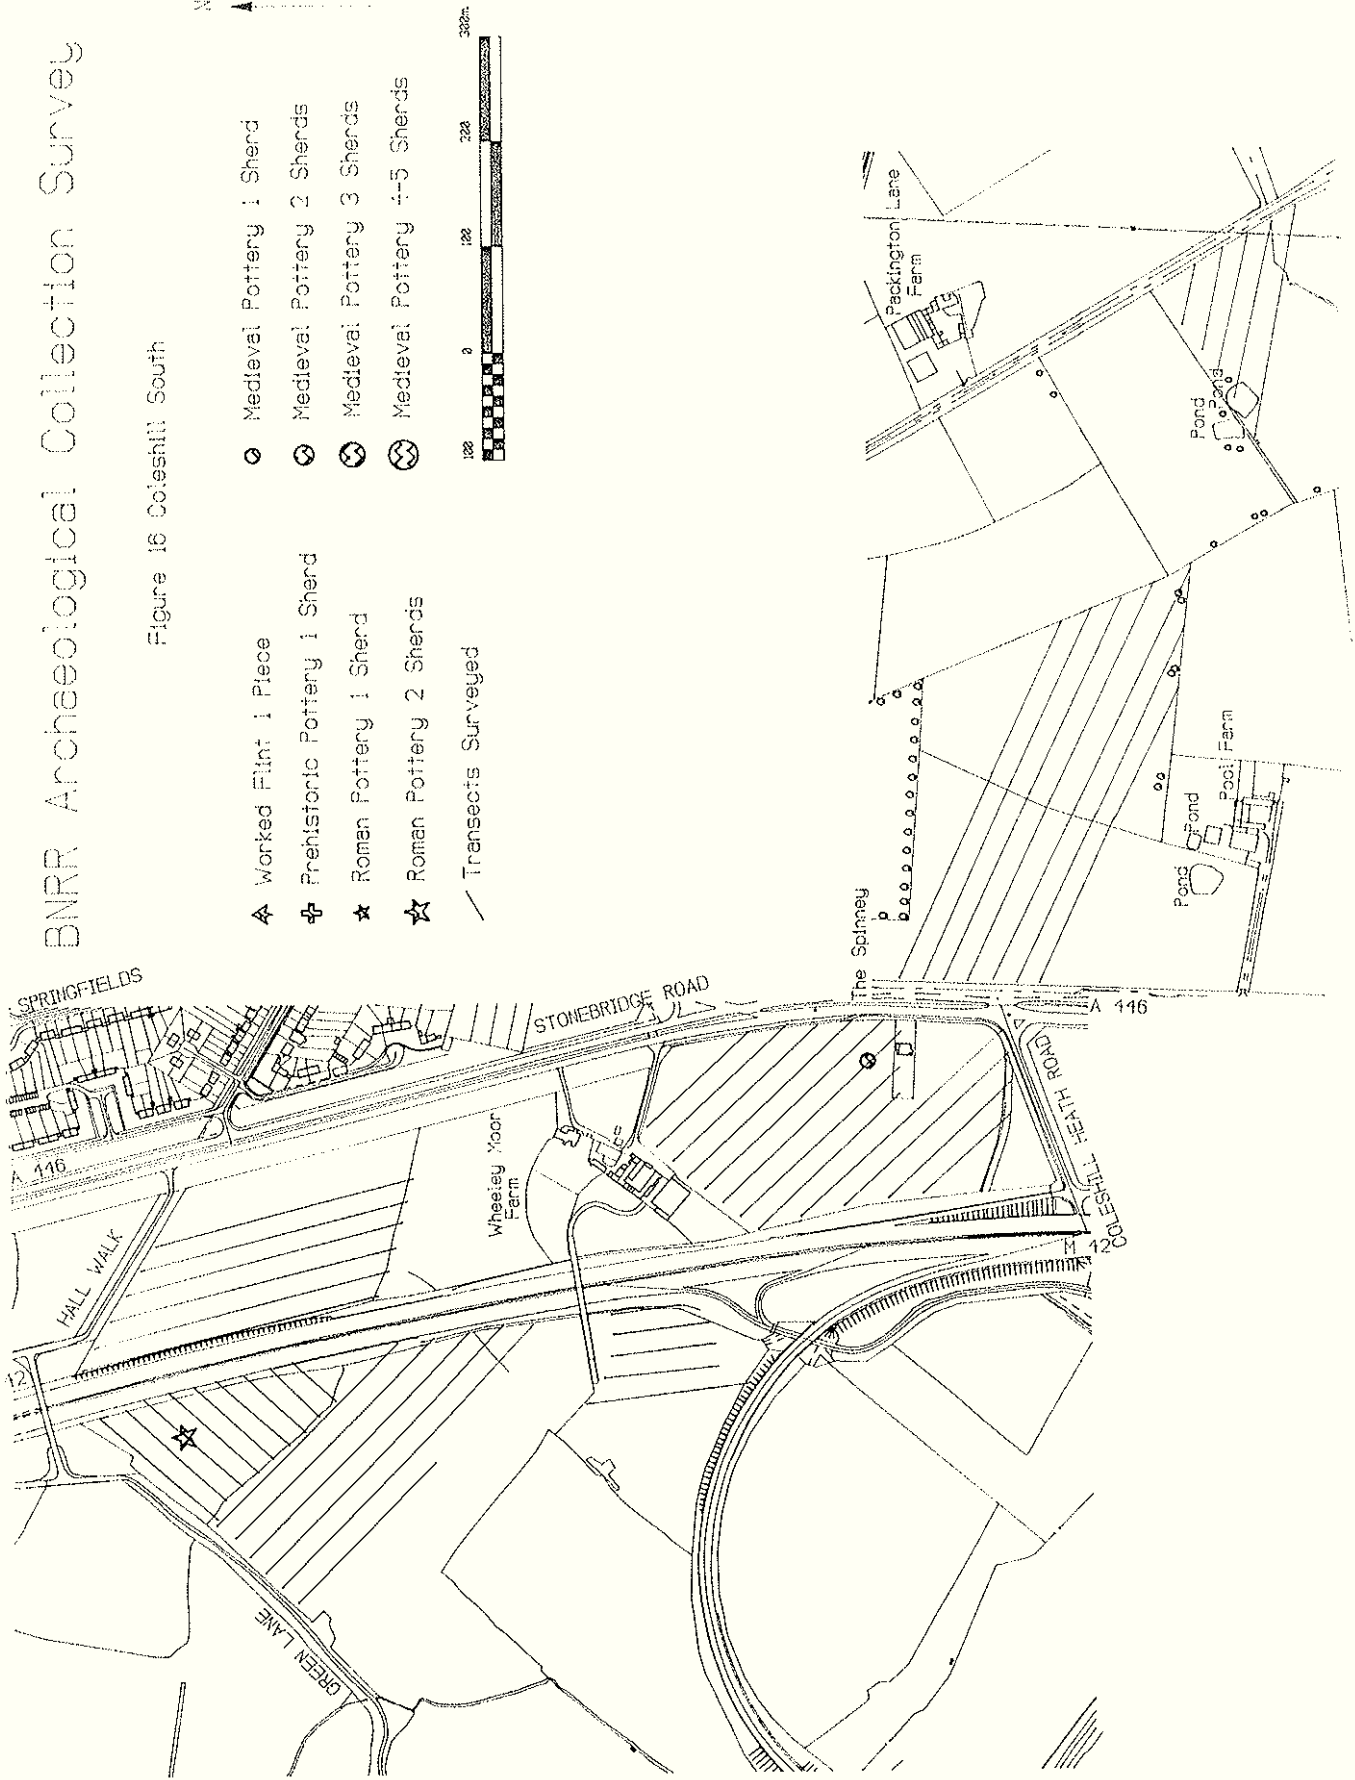 BNRR Archaeological Collection Survey
Figure 16 Coleshill South
N
Worked Flint 1 Piece
Prehistoric Pottery 1 Sherd
Roman Pottery 1 Sherd
Roman Pottery 2 Sherds
Transects Surveyed
Medieval Pottery 1 Sherd
Medieval Pottery 2 Sherds
Medieval Pottery 3 Sherds
Medieval Pottery 4-5 Sherds
100 0 100 200 300m
SPRINGFIELDS
A 446
HALL WALK
STONEBRIDGE ROAD
Wheeley Moor
Farm
GREEN LANE
M 42
COLESHILL HEATH ROAD
A 446
The Spinney
Pond
Pond
Pool Farm
Pond
Pond
Packington Lane
Farm